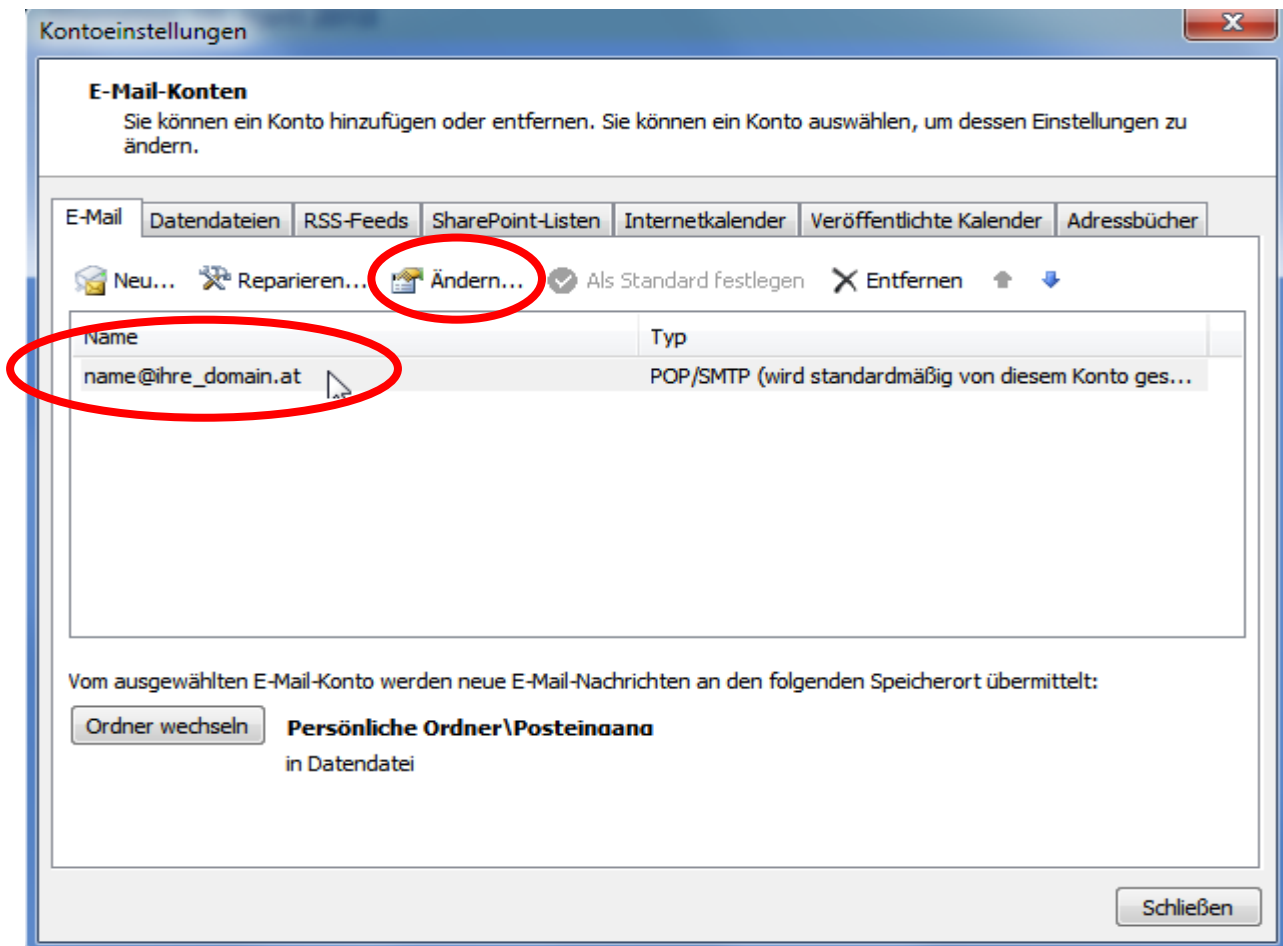 Kontoeinstellungen
E-Mail-Konten
Sie können ein Konto hinzufügen oder entfernen. Sie können ein Konto auswählen, um dessen Einstellungen zu
ändern.
E-Mail Datendateien RSS-Feeds SharePoint-Listen Internetkalender Veröffentlichte Kalender Adressbücher
Neu... Reparieren... Ändern... Als Standard festlegen Entfernen
Name Typ
name@ihre_domain.at POP/SMTP (wird standardmäßig von diesem Konto ges...
Vom ausgewählten E-Mail-Konto werden neue E-Mail-Nachrichten an den folgenden Speicherort übermittelt:
Ordner wechseln Persönliche Ordner\Posteingang
in Datendatei
Schließen